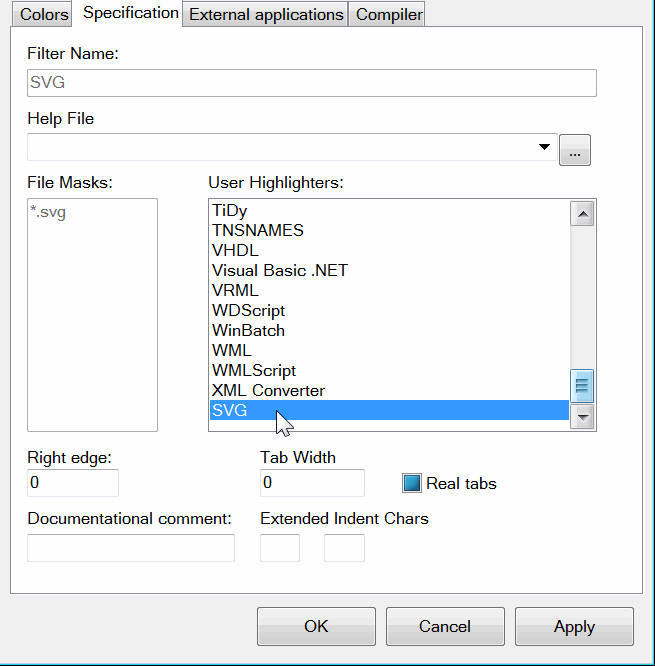 Colors Specification External applications Compiler
Filter Name:
SVG
Help File
...
File Masks: User Highlighters:
*.svg
TiDy
TNSNAMES
VHDL
Visual Basic .NET
VRML
WDScript
WinBatch
WML
WMLScript
XML Converter
SVG
Right edge: Tab Width
0 0 Real tabs
Documentational comment: Extended Indent Chars
OK Cancel Apply